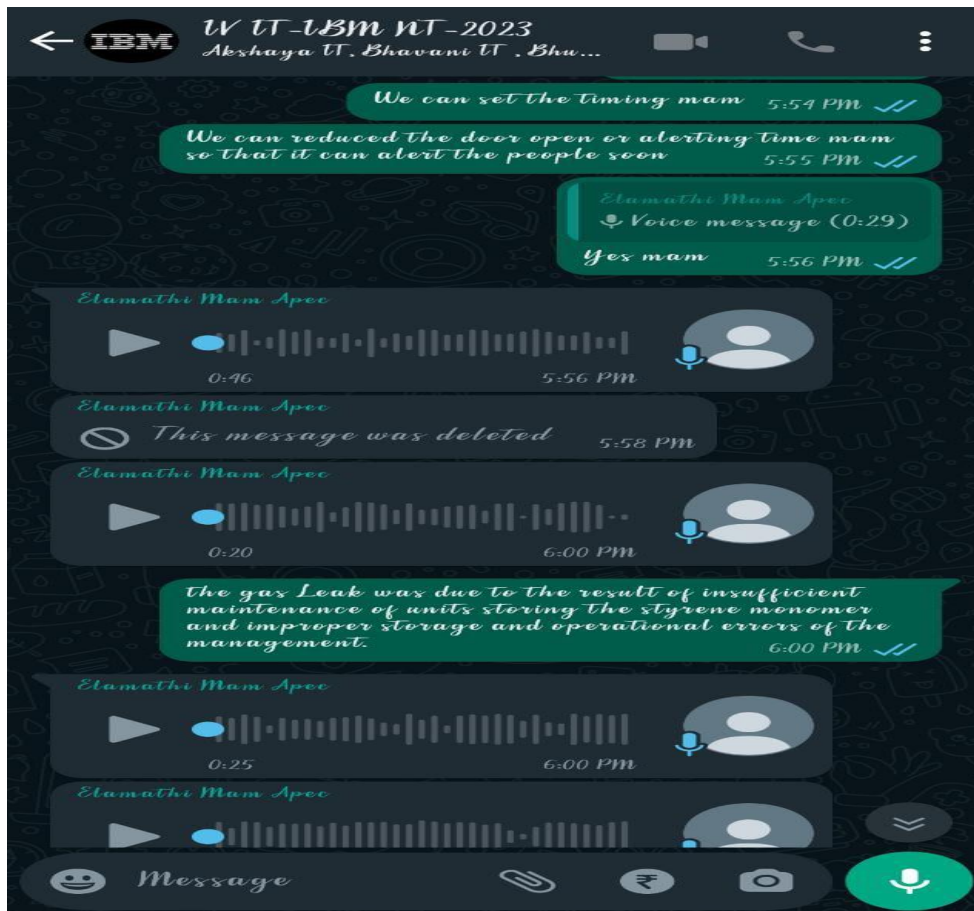 IBM
IV IT-IBM NT-2023
Akshaya IT, Bhavani IT , Bhu...
We can set the timing mam 5:54 PM
We can reduced the door open or alerting time mam
so that it can alert the people soon 5:55 PM
Elamathi Mam Apec
Voice message (0:29)
Yes mam 5:56 PM
Elamathi Mam Apec
0:46 5:56 PM
Elamathi Mam Apec
This message was deleted 5:58 PM
Elamathi Mam Apec
0:20 6:00 PM
the gas Leak was due to the result of insufficient
maintenance of units storing the styrene monomer
and improper storage and operational errors of the
management. 6:00 PM
Elamathi Mam Apec
0:25 6:00 PM
Elamathi Mam Apec
Message
₹